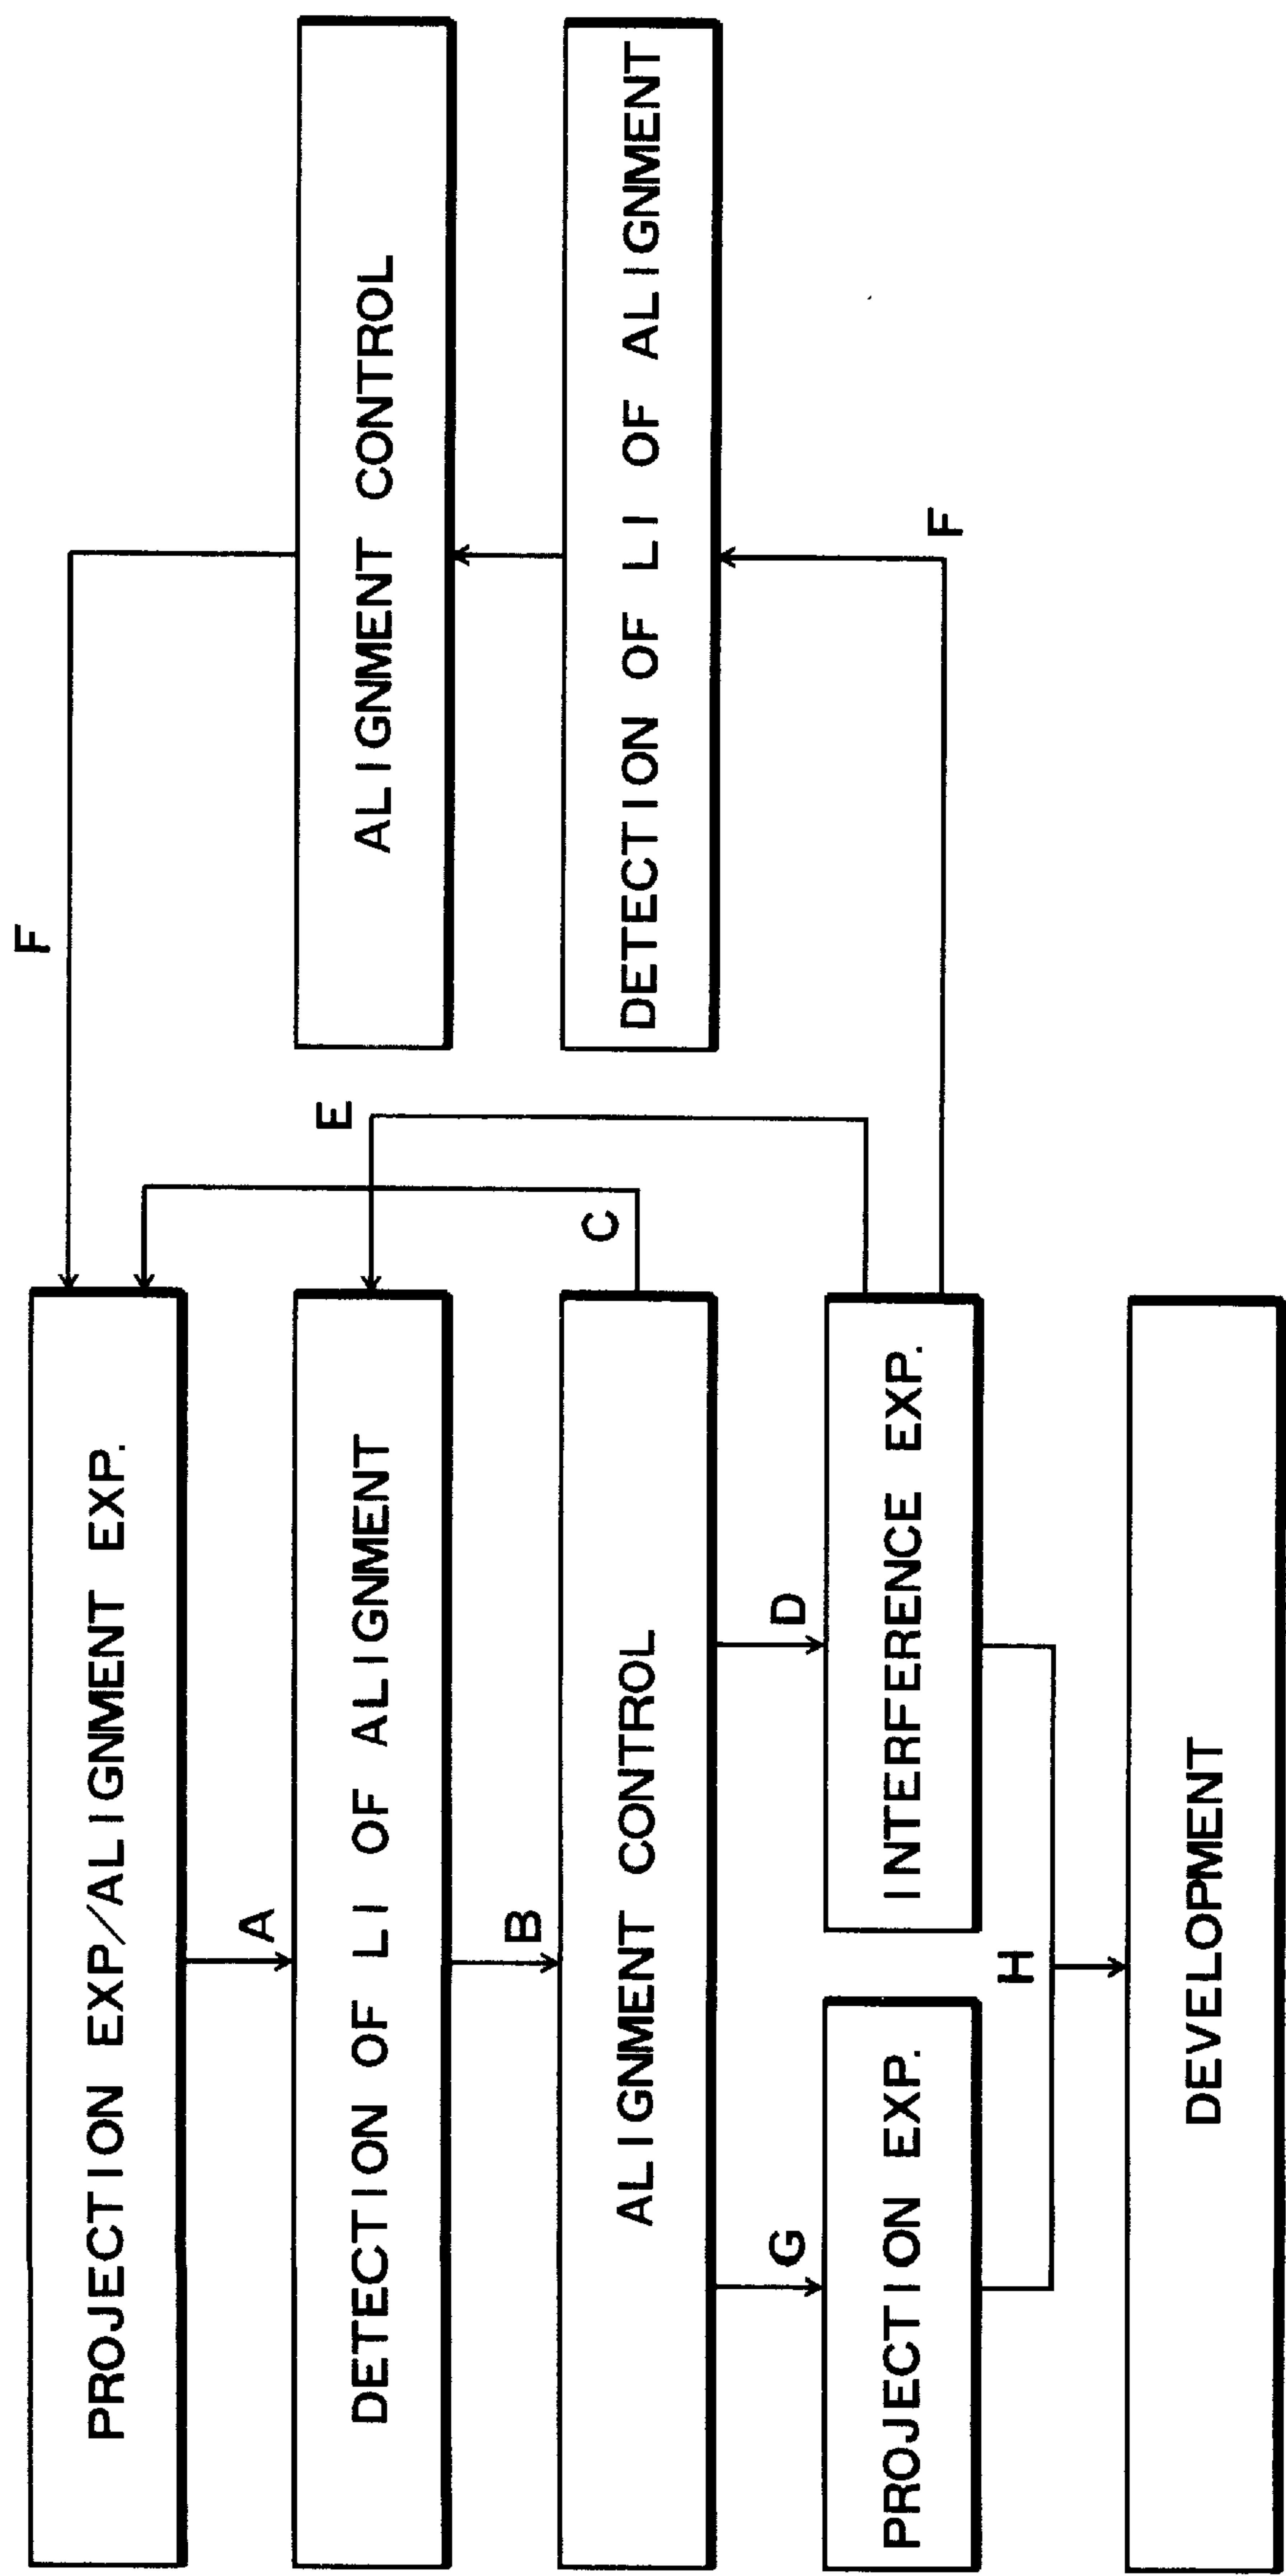 F
PROJECTION EXP/ALIGNMENT EXP.
A
E
DETECTION OF LI OF ALIGNMENT
ALIGNMENT CONTROL
B
C
ALIGNMENT CONTROL
DETECTION OF LI OF ALIGNMENT
G
D
PROJECTION EXP.
INTERFERENCE EXP.
F
H
DEVELOPMENT